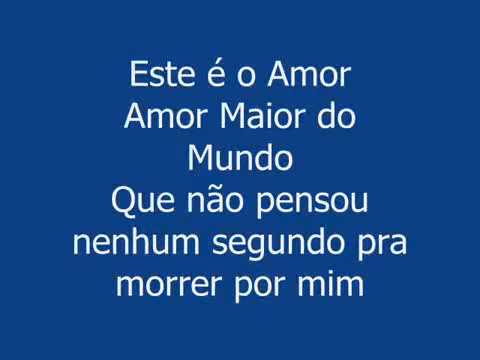 Este é o Amor
Amor Maior do
Mundo
Que não pensou
nenhum segundo pra
morrer por mim